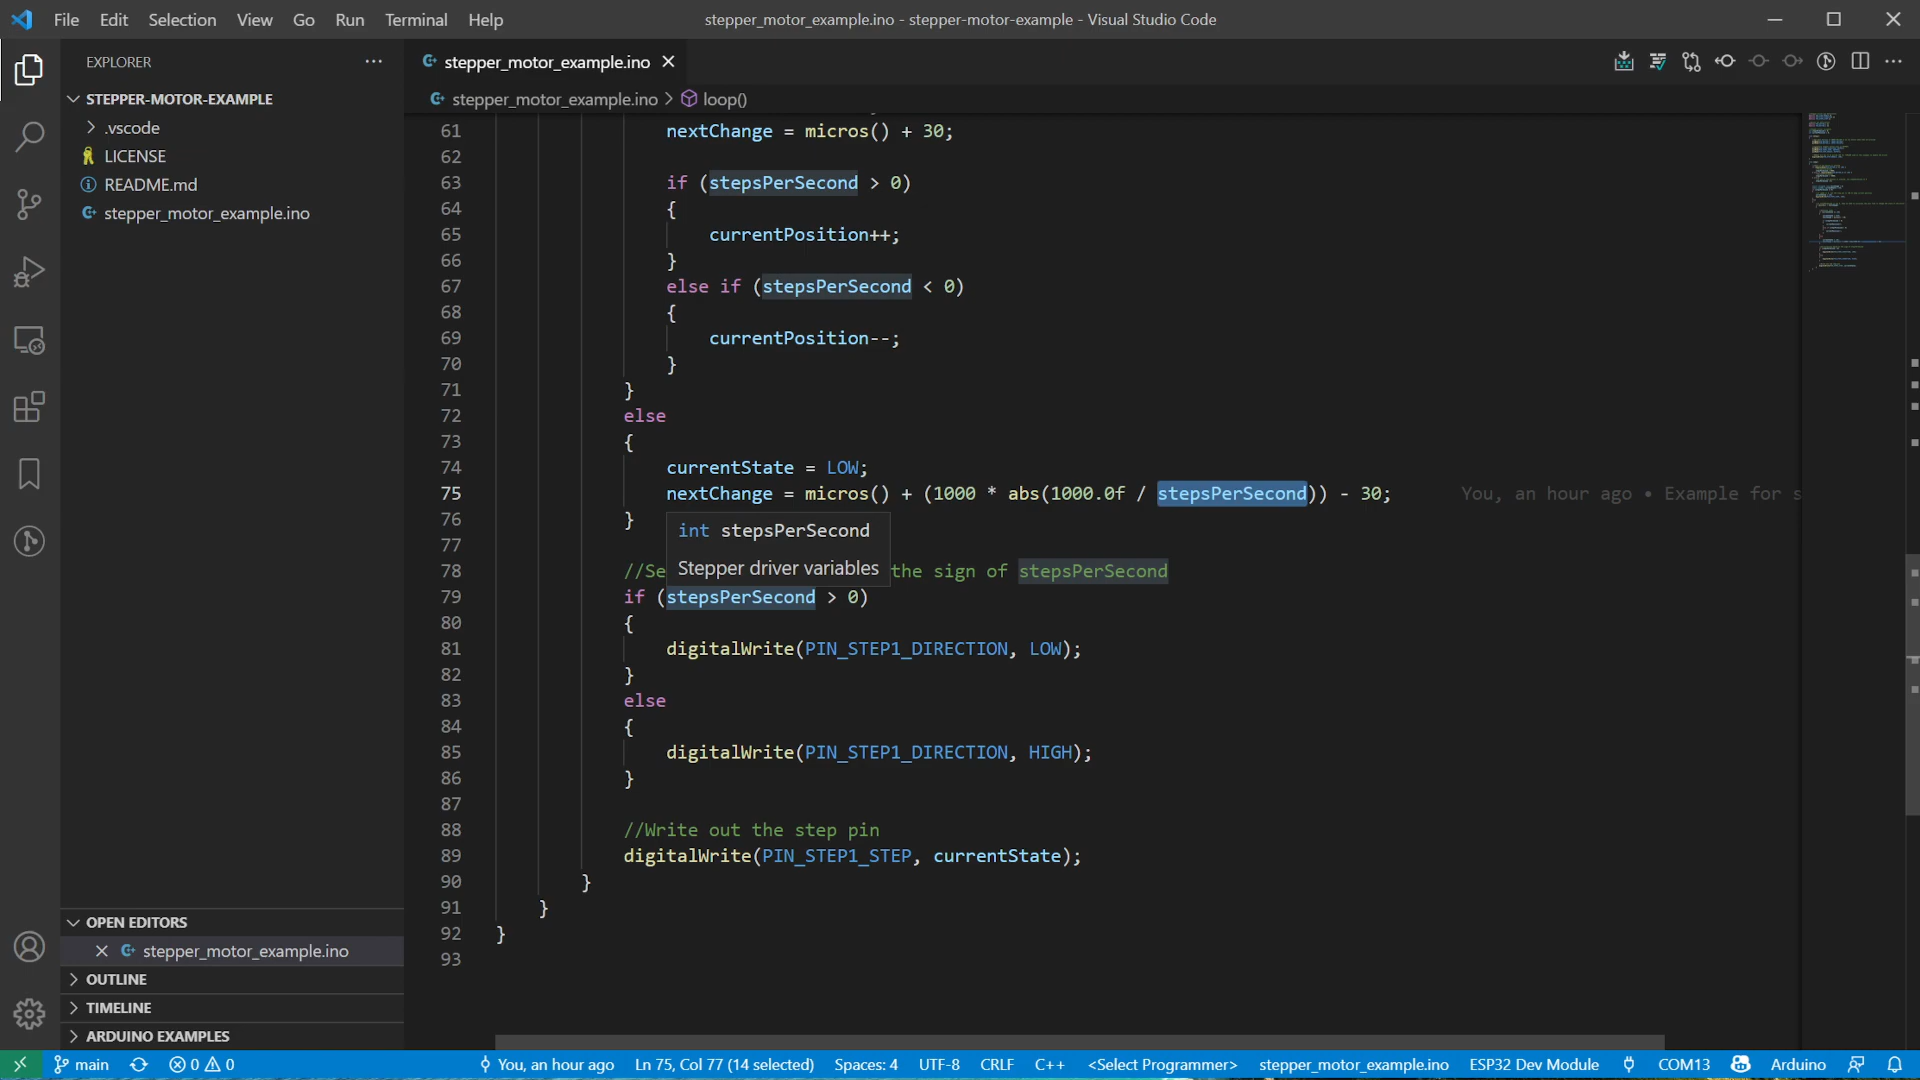 File Edit Selection View Go Run Terminal Help
stepper_motor_example.ino - stepper-motor-example - Visual Studio Code
EXPLORER
STEPPER-MOTOR-EXAMPLE
.vscode
LICENSE
README.md
stepper_motor_example.ino
OPEN EDITORS
stepper_motor_example.ino
OUTLINE
TIMELINE
ARDUINO EXAMPLES
stepper_motor_example.ino
stepper_motor_example.ino > loop()
61 nextChange = micros() + 30;
62
63 if (stepsPerSecond > 0)
64 {
65 currentPosition++;
66 }
67 else if (stepsPerSecond < 0)
68 {
69 currentPosition--;
70 }
71 }
72 else
73 {
74 currentState = LOW;
75 nextChange = micros() + (1000 * abs(1000.0f / stepsPerSecond)) - 30; You, an hour ago • Example for s
76 }
int stepsPerSecond
77
Stepper driver variables
78 //Se the sign of stepsPerSecond
79 if (stepsPerSecond > 0)
80 {
81 digitalWrite(PIN_STEP1_DIRECTION, LOW);
82 }
83 else
84 {
85 digitalWrite(PIN_STEP1_DIRECTION, HIGH);
86 }
87
88 //Write out the step pin
89 digitalWrite(PIN_STEP1_STEP, currentState);
90 }
91 }
92 }
93
main 0 0 You, an hour ago Ln 75, Col 77 (14 selected) Spaces: 4 UTF-8 CRLF C++ <Select Programmer> stepper_motor_example.ino ESP32 Dev Module COM13 Arduino